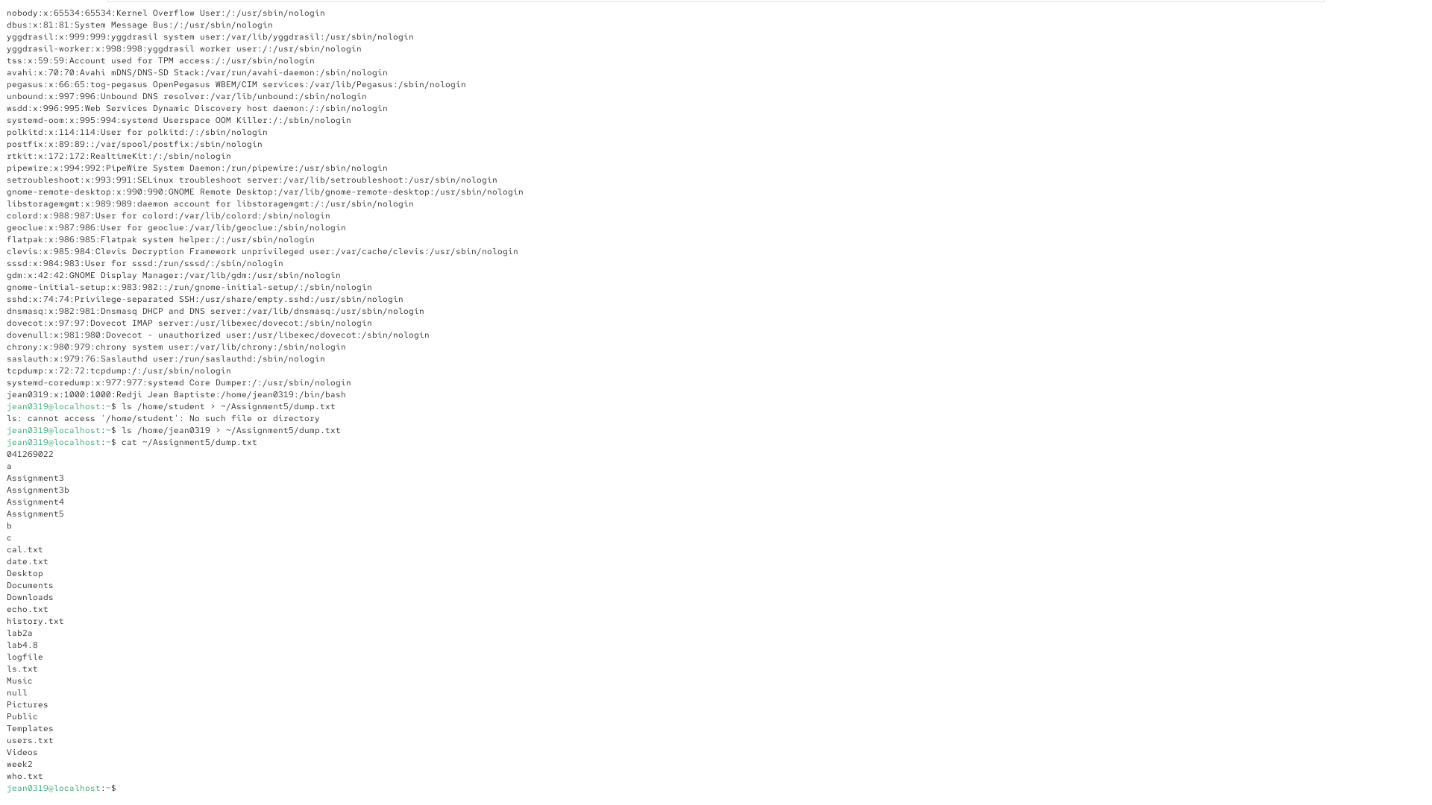 nobody:x:65534:65534:Kernel Overflow User:/:/usr/sbin/nologin
dbus:x:81:81:System Message Bus:/:/usr/sbin/nologin
yggdrasil:x:999:999:yggdrasil system user:/var/lib/yggdrasil:/usr/sbin/nologin
yggdrasil-worker:x:998:998:yggdrasil worker user:/:/usr/sbin/nologin
tss:x:59:59:Account used for TPM access:/:/usr/sbin/nologin
avahi:x:70:70:Avahi mDNS/DNS-SD Stack:/var/run/avahi-daemon:/sbin/nologin
pegasus:x:66:65:tog-pegasus OpenPegasus WBEM/CIM services:/var/lib/Pegasus:/sbin/nologin
unbound:x:997:996:Unbound DNS resolver:/var/lib/unbound:/sbin/nologin
wsdd:x:996:995:Web Services Dynamic Discovery host daemon:/:/sbin/nologin
systemd-oom:x:995:994:systemd Userspace OOM Killer:/:/sbin/nologin
polkitd:x:114:114:User for polkitd:/:/sbin/nologin
postfix:x:89:89::/var/spool/postfix:/sbin/nologin
rtkit:x:172:172:RealtimeKit:/:/sbin/nologin
pipewire:x:994:992:PipeWire System Daemon:/run/pipewire:/usr/sbin/nologin
setroubleshoot:x:993:991:SELinux troubleshoot server:/var/lib/setroubleshoot:/usr/sbin/nologin
gnome-remote-desktop:x:990:990:GNOME Remote Desktop:/var/lib/gnome-remote-desktop:/usr/sbin/nologin
libstoragemgmt:x:989:989:daemon account for libstoragemgmt:/:/usr/sbin/nologin
colord:x:988:987:User for colord:/var/lib/colord:/sbin/nologin
geoclue:x:987:986:User for geoclue:/var/lib/geoclue:/sbin/nologin
flatpak:x:986:985:Flatpak system helper:/:/usr/sbin/nologin
clevis:x:985:984:Clevis Decryption Framework unprivileged user:/var/cache/clevis:/usr/sbin/nologin
sssd:x:984:983:User for sssd:/run/sssd/:/sbin/nologin
gdm:x:42:42:GNOME Display Manager:/var/lib/gdm:/usr/sbin/nologin
gnome-initial-setup:x:983:982::/run/gnome-initial-setup/:/sbin/nologin
sshd:x:74:74:Privilege-separated SSH:/usr/share/empty.sshd:/usr/sbin/nologin
dnsmasq:x:982:981:Dnsmasq DHCP and DNS server:/var/lib/dnsmasq:/usr/sbin/nologin
dovecot:x:97:97:Dovecot IMAP server:/usr/libexec/dovecot:/sbin/nologin
dovenull:x:981:980:Dovecot - unauthorized user:/usr/libexec/dovecot:/sbin/nologin
chrony:x:980:979:chrony system user:/var/lib/chrony:/sbin/nologin
saslauth:x:979:76:Saslauthd user:/run/saslauthd:/sbin/nologin
tcpdump:x:72:72:tcpdump:/:/usr/sbin/nologin
systemd-coredump:x:977:977:systemd Core Dumper:/:/usr/sbin/nologin
jean0319:x:1000:1000:Redji Jean Baptiste:/home/jean0319:/bin/bash
jean0319@localhost:~$ ls /home/student > ~/Assignment5/dump.txt
ls: cannot access '/home/student': No such file or directory
jean0319@localhost:~$ ls /home/jean0319 > ~/Assignment5/dump.txt
jean0319@localhost:~$ cat ~/Assignment5/dump.txt
041269022
a
Assignment3
Assignment3b
Assignment4
Assignment5
b
c
cal.txt
date.txt
Desktop
Documents
Downloads
echo.txt
history.txt
lab2a
lab4.8
logfile
ls.txt
Music
null
Pictures
Public
Templates
users.txt
Videos
week2
who.txt
jean0319@localhost:~$